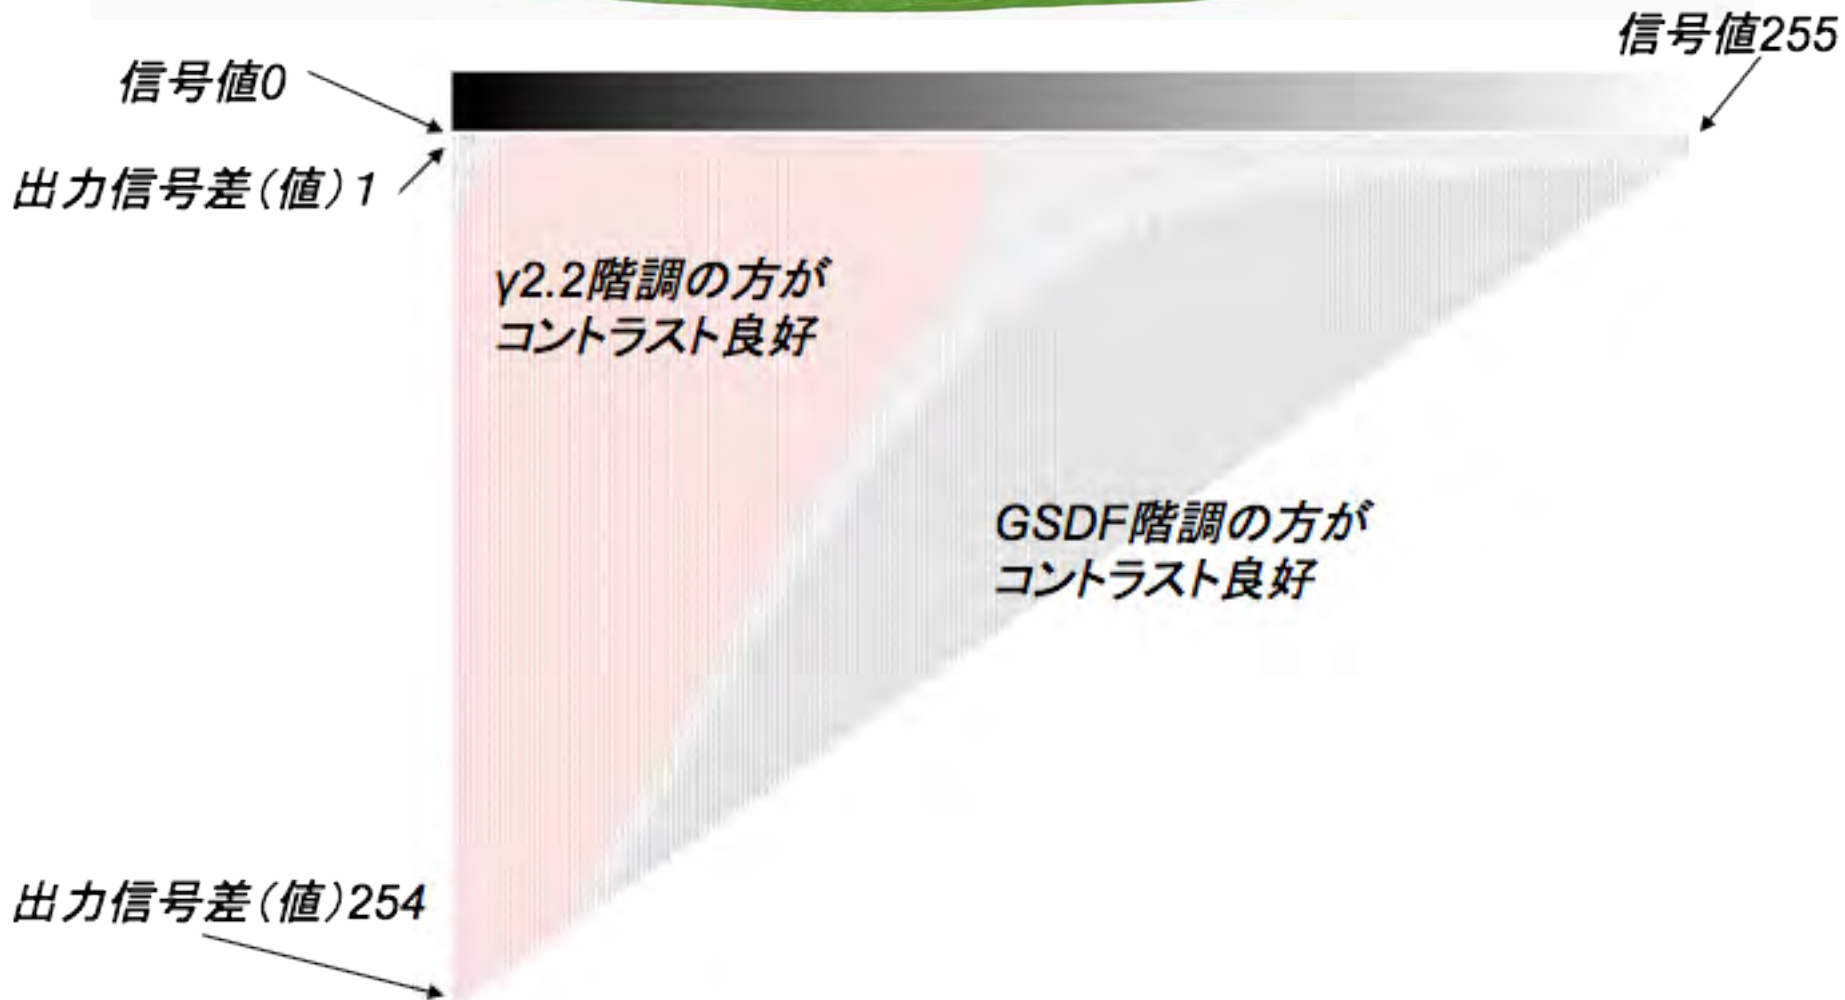 信号値255
信号値0
出力信号差(値)1
γ2.2階調の方が
コントラスト良好
GSDF階調の方が
コントラスト良好
出力信号差(値)254